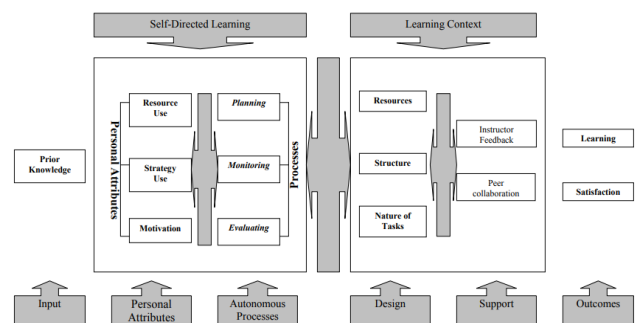 Self-Directed Learning
Learning Context
Prior
Knowledge
Personal Attributes
Resource
Use
Strategy
Use
Motivation
Planning
Monitoring
Evaluating
Processes
Resources
Structure
Nature of
Tasks
Instructor
Feedback
Peer
collaboration
Learning
Satisfaction
Input
Personal
Attributes
Autonomous
Processes
Design
Support
Outcomes